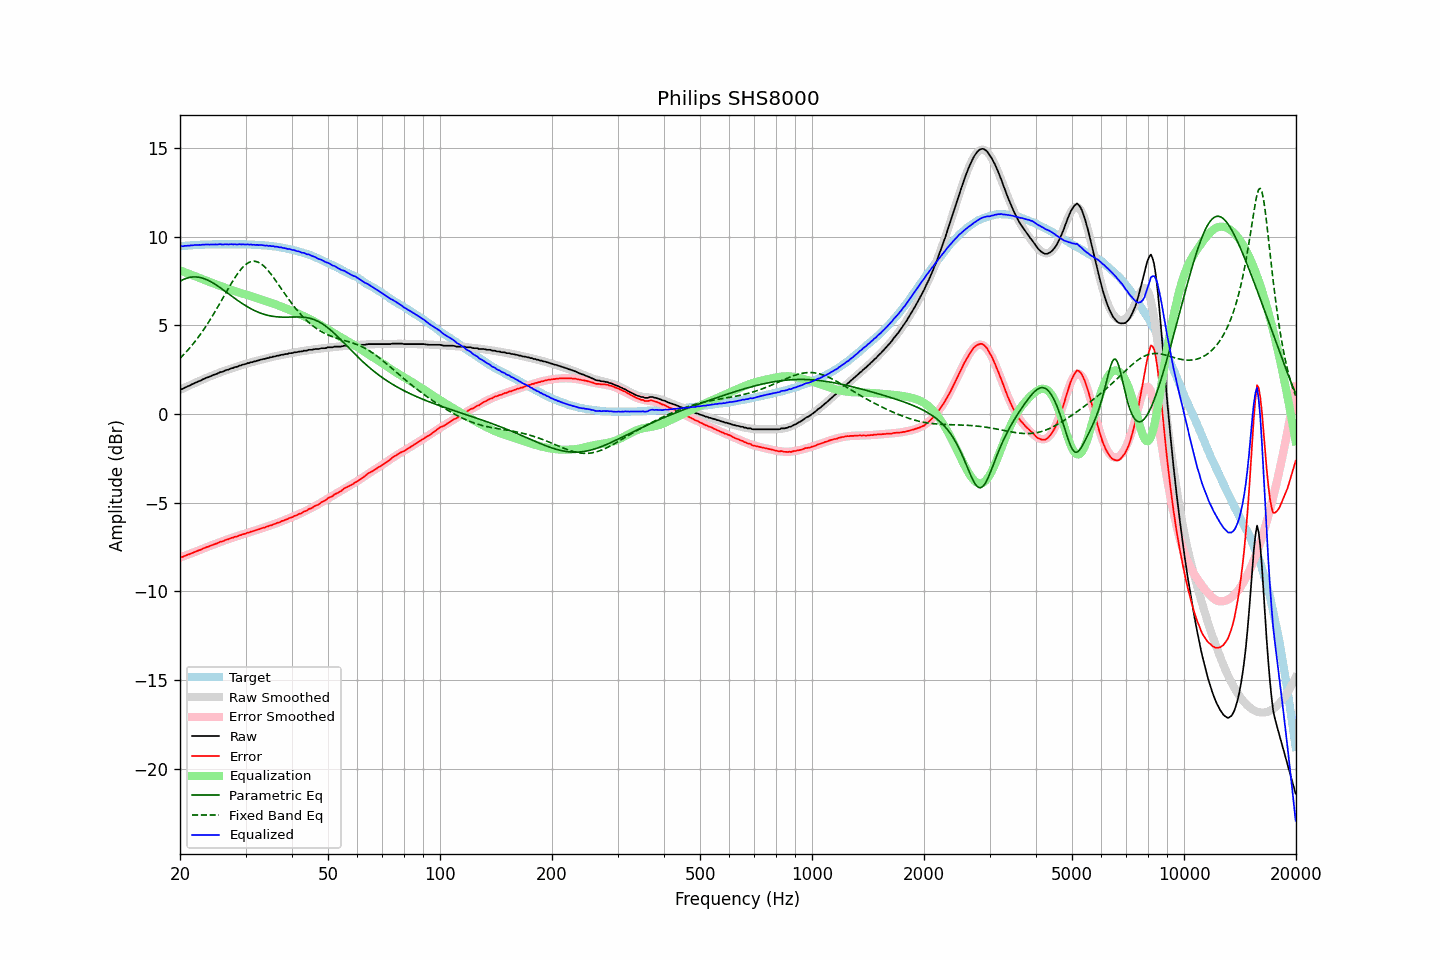 Philips SHS8000
Amplitude (dBr)
15
10
5
0
−5
−10
−15
−20
Target
Raw Smoothed
Error Smoothed
Raw
Error
Equalization
Parametric Eq
Fixed Band Eq
Equalized
20 50 100 200 500 1000 2000 5000 10000 20000
Frequency (Hz)